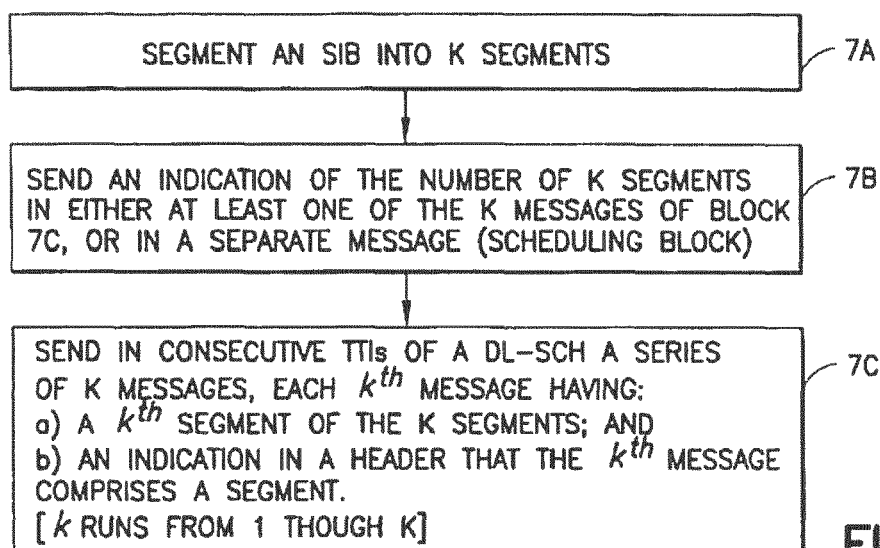 SEGMENT AN SIB INTO K SEGMENTS
7A
SEND AN INDICATION OF THE NUMBER OF K SEGMENTS
IN EITHER AT LEAST ONE OF THE K MESSAGES OF BLOCK
7C, OR IN A SEPARATE MESSAGE (SCHEDULING BLOCK)
7B
SEND IN CONSECUTIVE TTIs OF A DL-SCH A SERIES
OF K MESSAGES, EACH kth MESSAGE HAVING:
a) A kth SEGMENT OF THE K SEGMENTS; AND
b) AN INDICATION IN A HEADER THAT THE kth MESSAGE
COMPRISES A SEGMENT.
[k RUNS FROM 1 THOUGH K]
7C